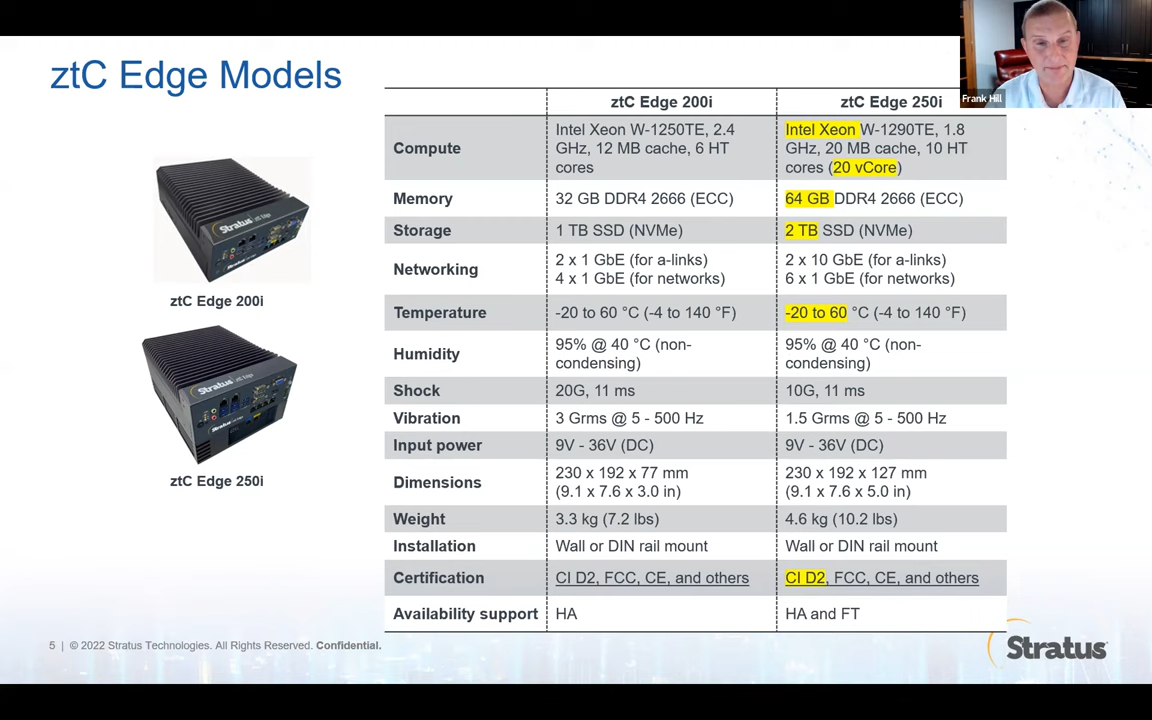 ztC Edge Models
Frank Hill
ztC Edge 200i
ztC Edge 250i
Compute
Intel Xeon W-1250TE, 2.4
GHz, 12 MB cache, 6 HT
cores
Intel Xeon W-1290TE, 1.8
GHz, 20 MB cache, 10 HT
cores (20 vCore)
Memory
32 GB DDR4 2666 (ECC)
64 GB DDR4 2666 (ECC)
Storage
1 TB SSD (NVMe)
2 TB SSD (NVMe)
Networking
2 x 1 GbE (for a-links)
4 x 1 GbE (for networks)
2 x 10 GbE (for a-links)
6 x 1 GbE (for networks)
Temperature
-20 to 60 °C (-4 to 140 °F)
-20 to 60 °C (-4 to 140 °F)
Humidity
95% @ 40 °C (non-
condensing)
95% @ 40 °C (non-
condensing)
Shock
20G, 11 ms
10G, 11 ms
Vibration
3 Grms @ 5 - 500 Hz
1.5 Grms @ 5 - 500 Hz
Input power
9V - 36V (DC)
9V - 36V (DC)
Dimensions
230 x 192 x 77 mm
(9.1 x 7.6 x 3.0 in)
230 x 192 x 127 mm
(9.1 x 7.6 x 5.0 in)
Weight
3.3 kg (7.2 lbs)
4.6 kg (10.2 lbs)
Installation
Wall or DIN rail mount
Wall or DIN rail mount
Certification
CI D2, FCC, CE, and others
CI D2, FCC, CE, and others
Availability support
HA
HA and FT
Stratus ztC Edge
Stratus
ztC Edge 200i
Stratus ztC Edge
Stratus
ztC Edge 250i
5 | © 2022 Stratus Technologies. All Rights Reserved. Confidential.
Stratus